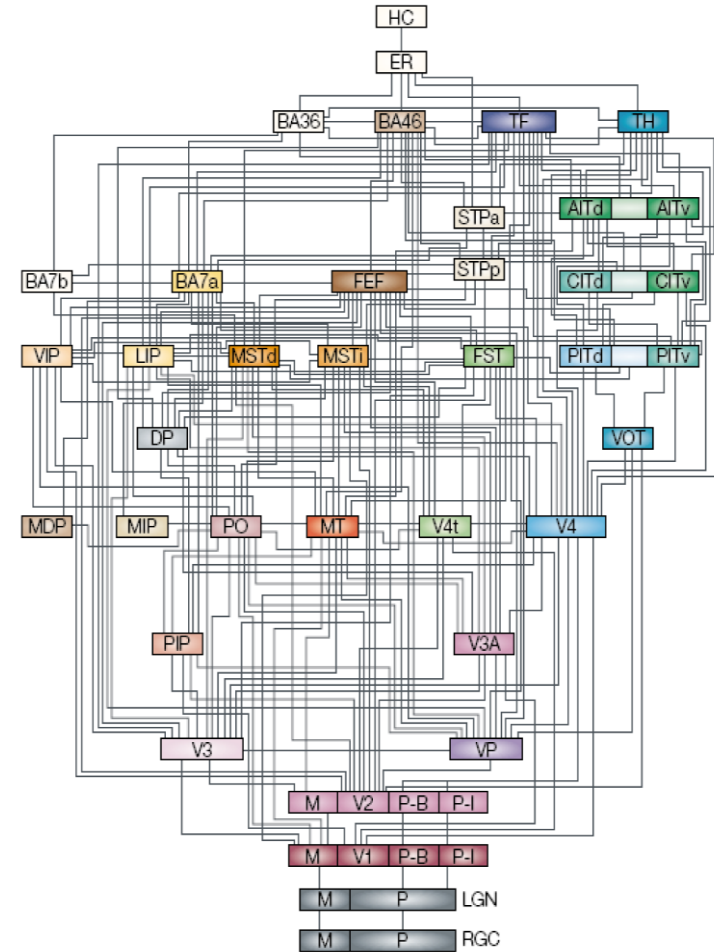 HC
ER
BA36 BA46 TF TH
AITd AITv
STPa
STPp
BA7b BA7a FEF CITd CITv
VIP LIP MSTd MSTi FST PITd PITv
DP VOT
MDP MIP PO MT V4t V4
PIP V3A
V3 VP
M V2 P-B P-I
M V1 P-B P-I
M P LGN
M P RGC